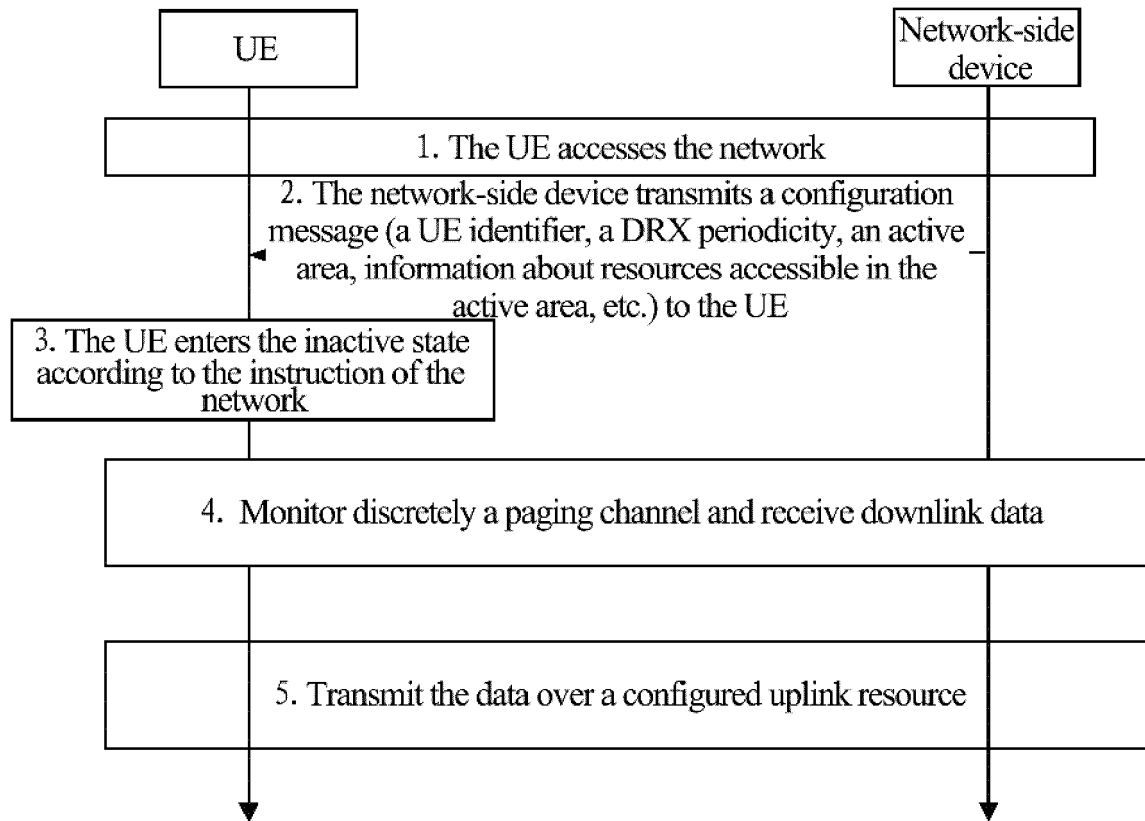 UE
Network-side
device
1. The UE accesses the network
2. The network-side device transmits a configuration
message (a UE identifier, a DRX periodicity, an active
area, information about resources accessible in the
active area, etc.) to the UE
3. The UE enters the inactive state
according to the instruction of the
network
4. Monitor discretely a paging channel and receive downlink data
5. Transmit the data over a configured uplink resource